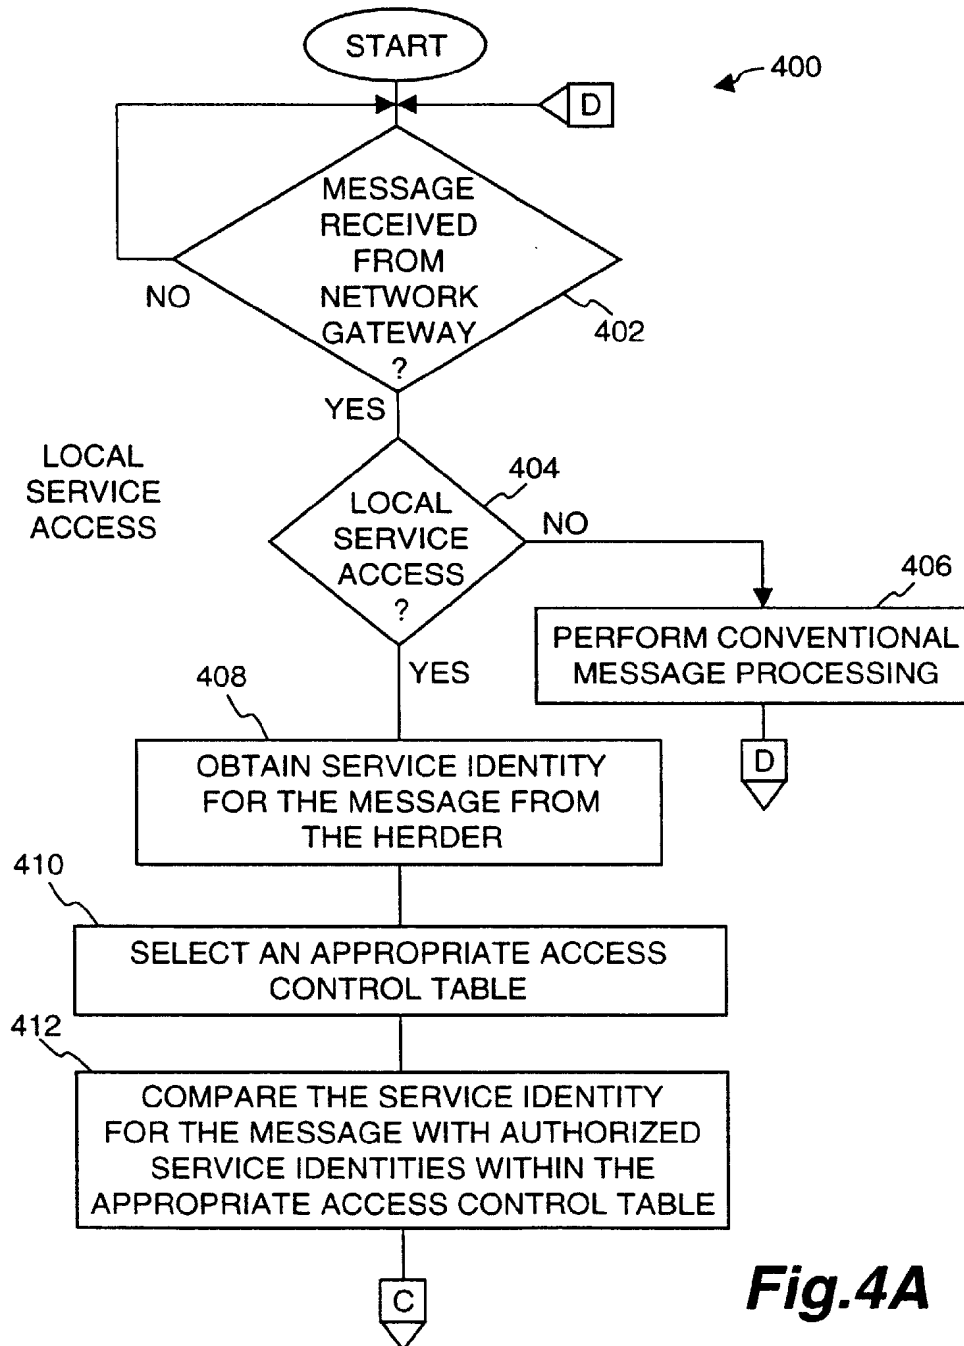 START
400
D
MESSAGE
RECEIVED
FROM
NETWORK
GATEWAY
?
NO
402
YES
LOCAL
SERVICE
ACCESS
404
LOCAL
SERVICE
ACCESS
?
NO
406
PERFORM CONVENTIONAL
MESSAGE PROCESSING
YES
408
D
OBTAIN SERVICE IDENTITY
FOR THE MESSAGE FROM
THE HERDER
410
SELECT AN APPROPRIATE ACCESS
CONTROL TABLE
412
COMPARE THE SERVICE IDENTITY
FOR THE MESSAGE WITH AUTHORIZED
SERVICE IDENTITIES WITHIN THE
APPROPRIATE ACCESS CONTROL TABLE
C
Fig.4A